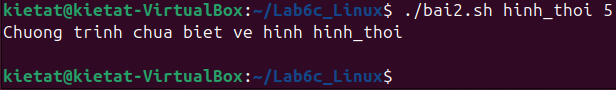 kietat@kietat-VirtualBox:~/Lab6c_Linux$ ./bai2.sh hinh_thoi 5
Chuong trinh chua biet ve hinh hinh_thoi
kietat@kietat-VirtualBox:~/Lab6c_Linux$